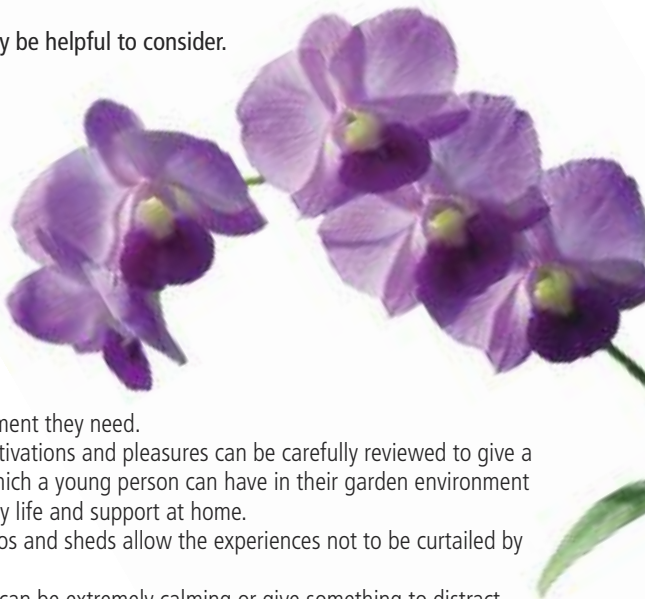 y be helpful to consider.
ment they need.
tivations and pleasures can be carefully reviewed to give a
hich a young person can have in their garden environment
y life and support at home.
os and sheds allow the experiences not to be curtailed by
can be extremely calming or give something to distract